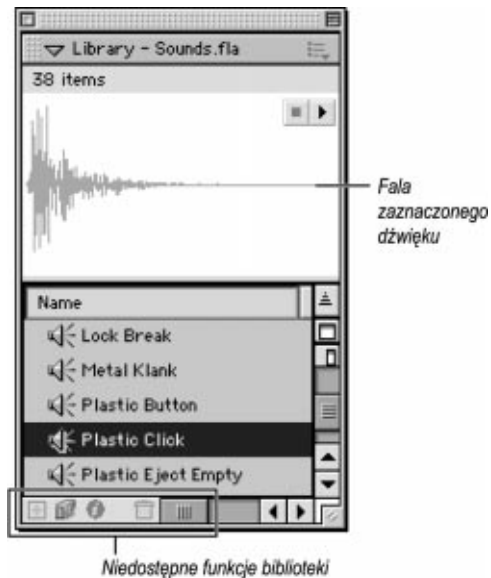 Library - Sounds.fla
38 items
Fala
zaznaczonego
dźwięku
Name
Lock Break
Metal Klank
Plastic Button
Plastic Click
Plastic Eject Empty
Niedostępne funkcje biblioteki